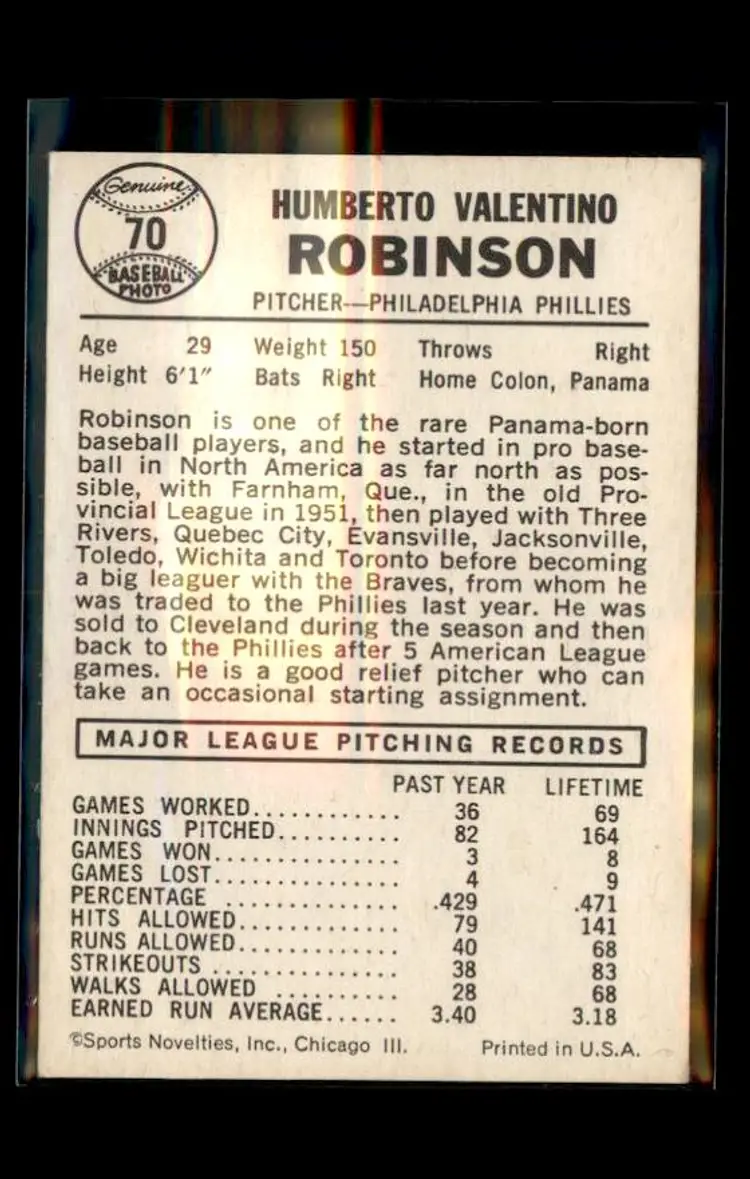 Genuine
70
BASEBALL
PHOTO
HUMBERTO VALENTINO
ROBINSON
PITCHER—PHILADELPHIA PHILLIES
Age 29 Weight 150 Throws Right
Height 6'1" Bats Right Home Colon, Panama
Robinson is one of the rare Panama-born
baseball players, and he started in pro base-
ball in North America as far north as pos-
sible, with Farnham, Que., in the old Pro-
vincial League in 1951, then played with Three
Rivers, Quebec City, Evansville, Jacksonville,
Toledo, Wichita and Toronto before becoming
a big leaguer with the Braves, from whom he
was traded to the Phillies last year. He was
sold to Cleveland during the season and then
back to the Phillies after 5 American League
games. He is a good relief pitcher who can
take an occasional starting assignment.
MAJOR LEAGUE PITCHING RECORDS
PAST YEAR LIFETIME
GAMES WORKED............. 36 69
INNINGS PITCHED.......... 82 164
GAMES WON............... 3 8
GAMES LOST............... 4 9
PERCENTAGE .............. .429 .471
HITS ALLOWED............. 79 141
RUNS ALLOWED............. 40 68
STRIKEOUTS ............... 38 83
WALKS ALLOWED .......... 28 68
EARNED RUN AVERAGE...... 3.40 3.18
©Sports Novelties, Inc., Chicago Ill. Printed in U.S.A.